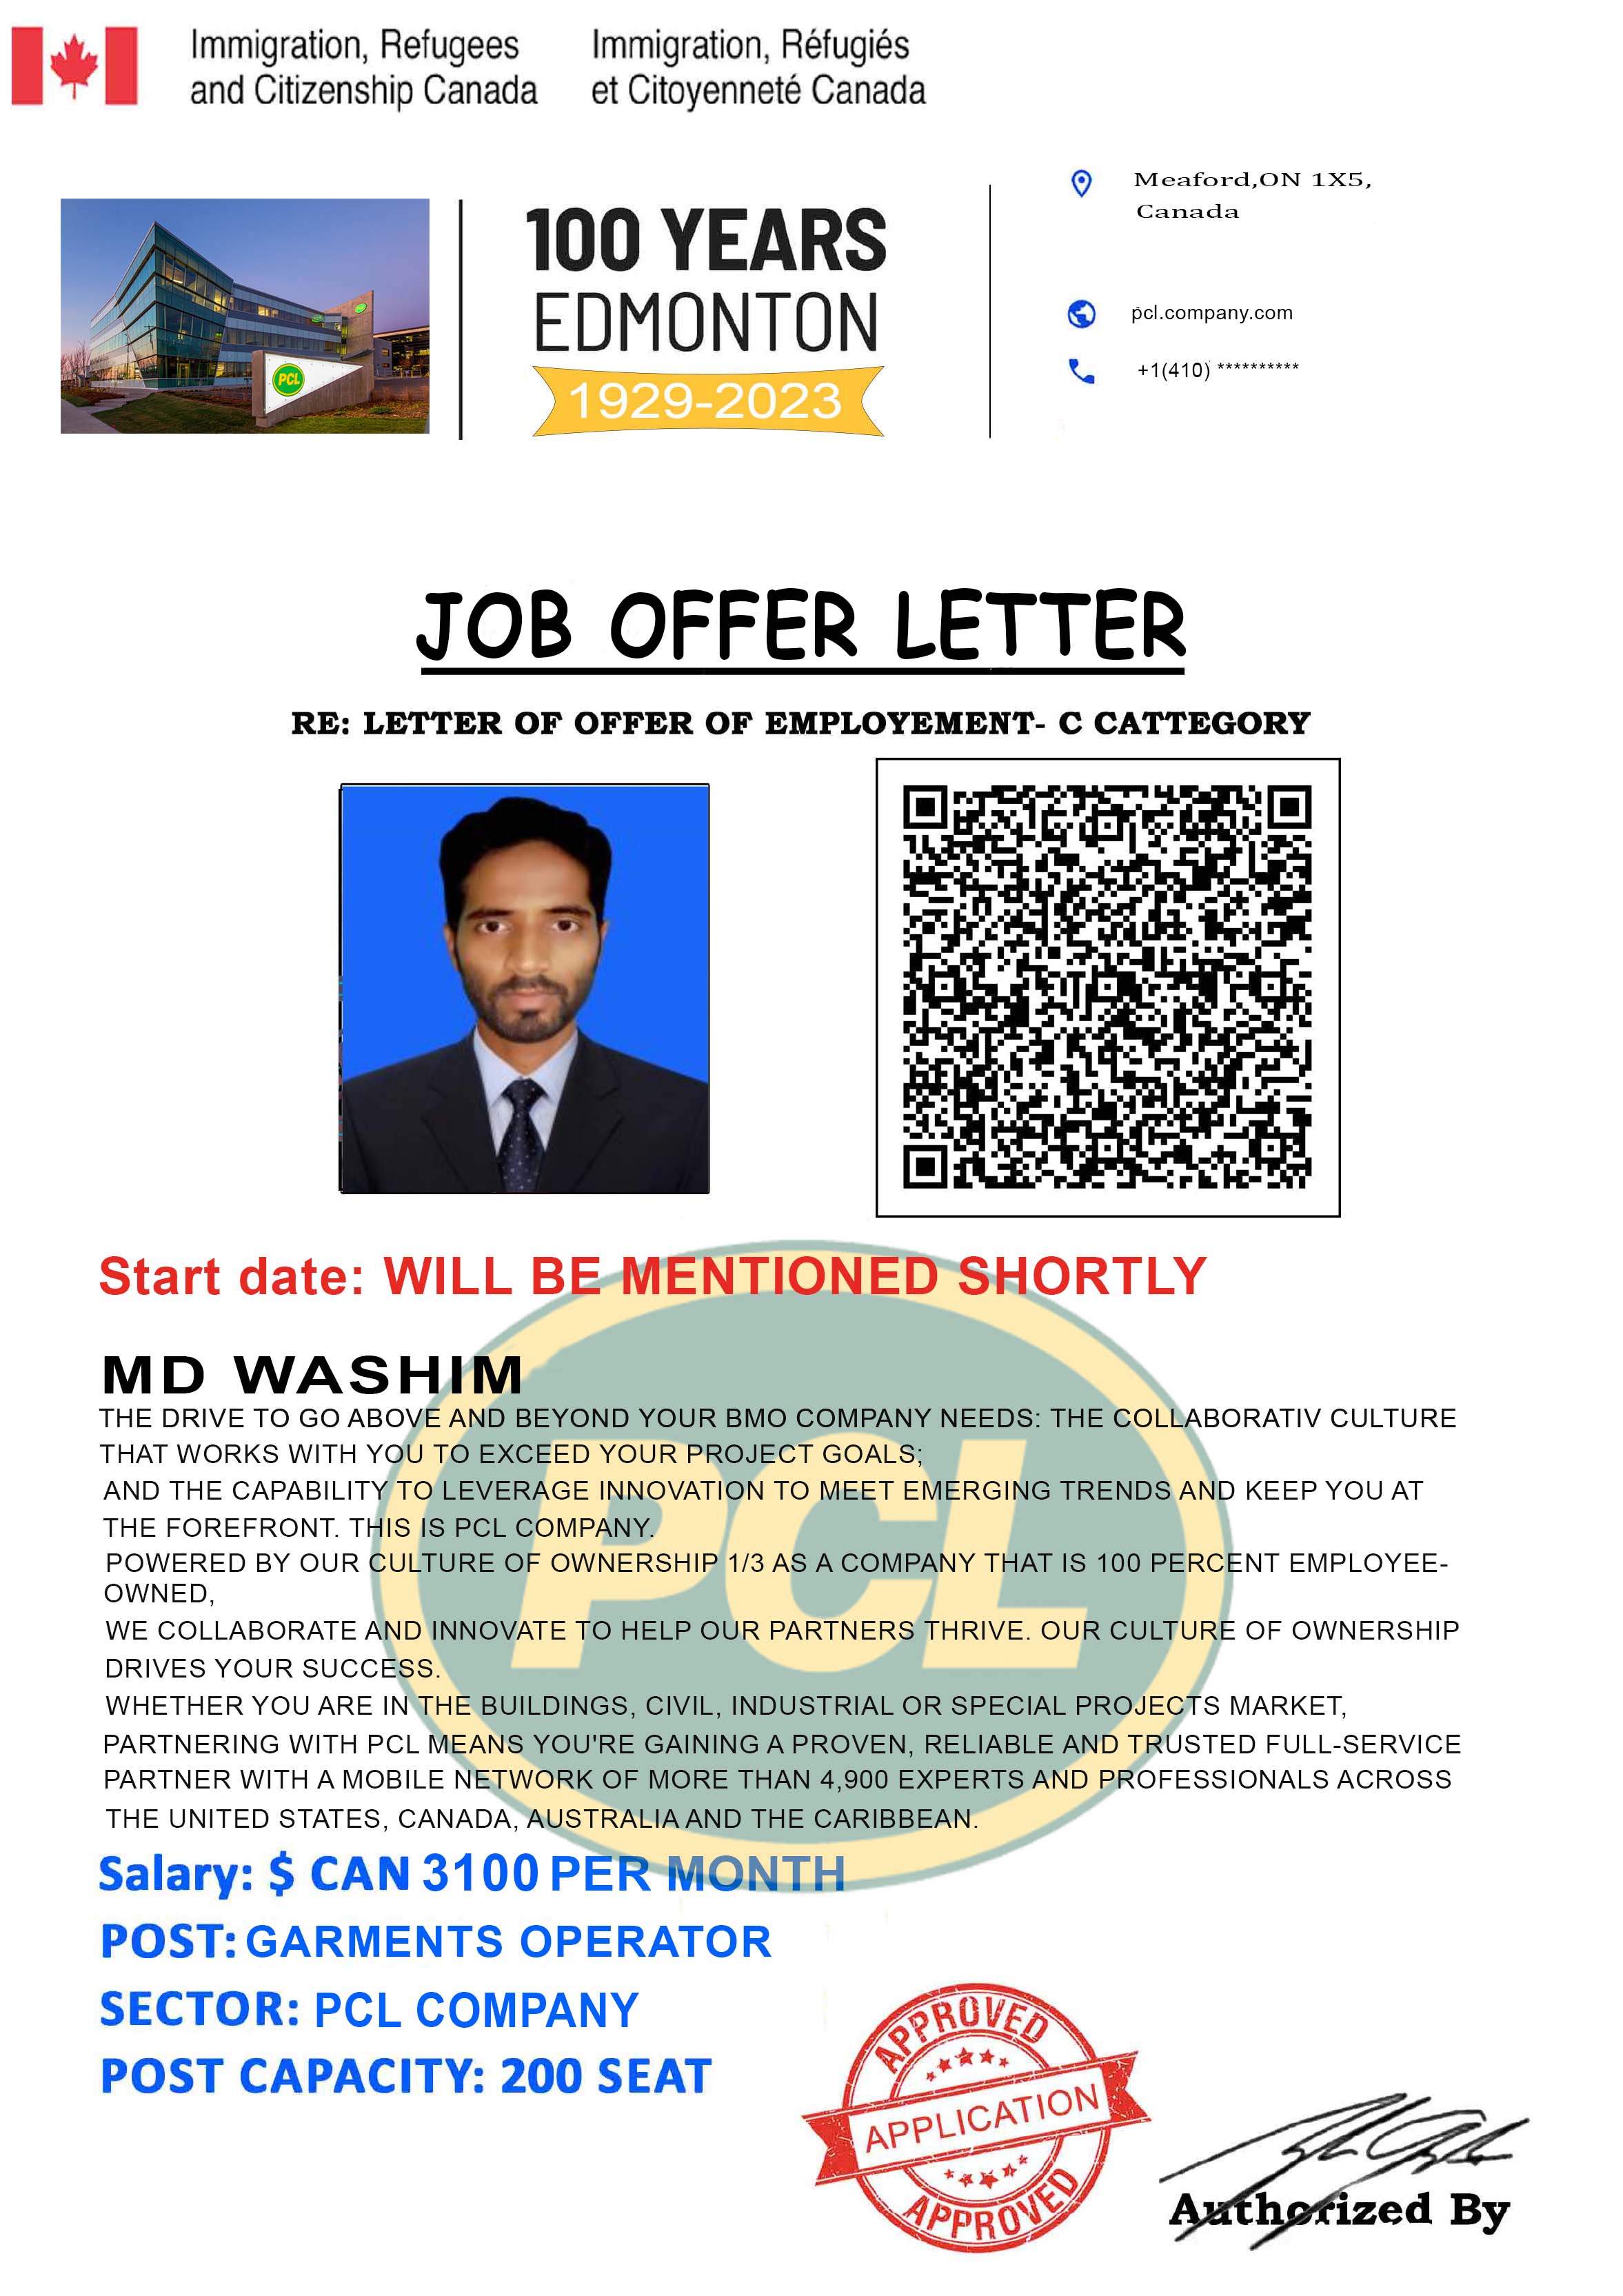 Immigration, Refugees
and Citizenship Canada
Immigration, Réfugiés
et Citoyenneté Canada
PCL
100 YEARS
EDMONTON
1929-2023
Meaford,ON 1X5,
Canada
pcl.company.com
+1(410) **********
JOB OFFER LETTER
RE: LETTER OF OFFER OF EMPLOYEMENT- C CATTEGORY
Start date: WILL BE MENTIONED SHORTLY
MD WASHIM
THE DRIVE TO GO ABOVE AND BEYOND YOUR BMO COMPANY NEEDS: THE COLLABORATIV CULTURE
THAT WORKS WITH YOU TO EXCEED YOUR PROJECT GOALS;
AND THE CAPABILITY TO LEVERAGE INNOVATION TO MEET EMERGING TRENDS AND KEEP YOU AT
THE FOREFRONT. THIS IS PCL COMPANY.
POWERED BY OUR CULTURE OF OWNERSHIP 1/3 AS A COMPANY THAT IS 100 PERCENT EMPLOYEE-
OWNED,
WE COLLABORATE AND INNOVATE TO HELP OUR PARTNERS THRIVE. OUR CULTURE OF OWNERSHIP
DRIVES YOUR SUCCESS.
WHETHER YOU ARE IN THE BUILDINGS, CIVIL, INDUSTRIAL OR SPECIAL PROJECTS MARKET,
PARTNERING WITH PCL MEANS YOU'RE GAINING A PROVEN, RELIABLE AND TRUSTED FULL-SERVICE
PARTNER WITH A MOBILE NETWORK OF MORE THAN 4,900 EXPERTS AND PROFESSIONALS ACROSS
THE UNITED STATES, CANADA, AUSTRALIA AND THE CARIBBEAN.
PCL
Salary: $ CAN 3100 PER MONTH
POST: GARMENTS OPERATOR
SECTOR: PCL COMPANY
POST CAPACITY: 200 SEAT
APPROVED
APPLICATION
APPROVED
Authorized By